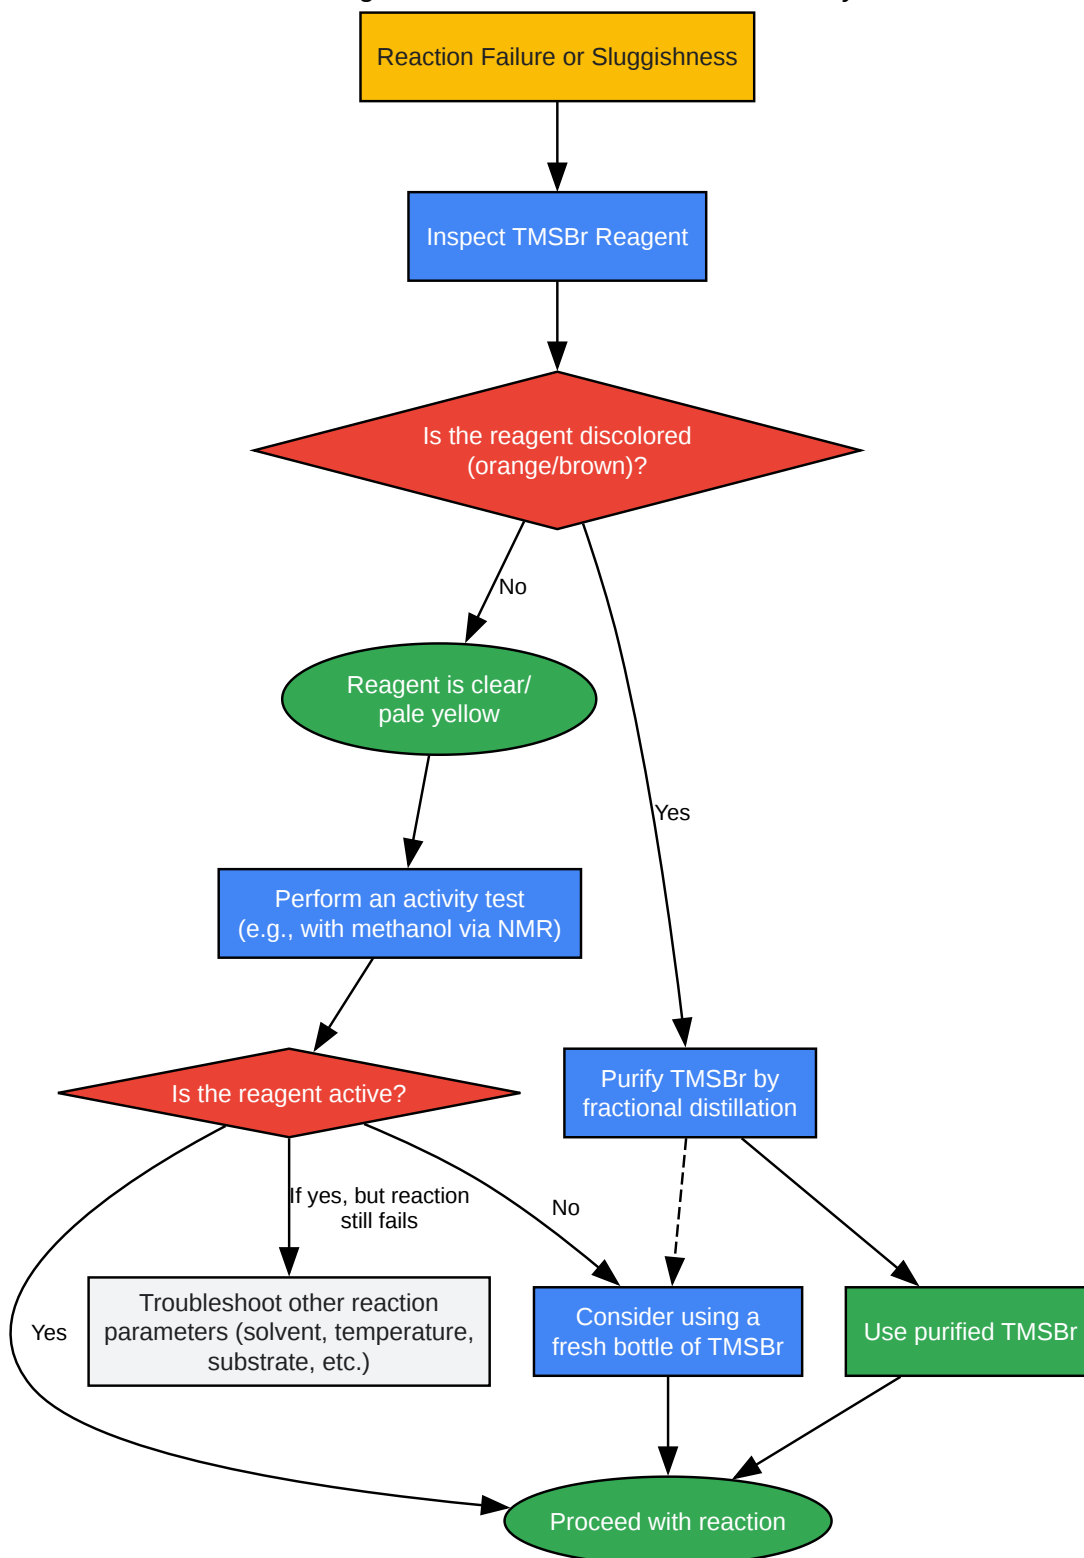 Reaction Failure or Sluggishness
Inspect TMSBr Reagent
Is the reagent discolored
(orange/brown)?
No
Reagent is clear/
pale yellow
Yes
Perform an activity test
(e.g., with methanol via NMR)
Is the reagent active?
Purify TMSBr by
fractional distillation
If yes, but reaction
still fails
No
Yes
Troubleshoot other reaction
parameters (solvent, temperature,
substrate, etc.)
Consider using a
fresh bottle of TMSBr
Use purified TMSBr
Proceed with reaction